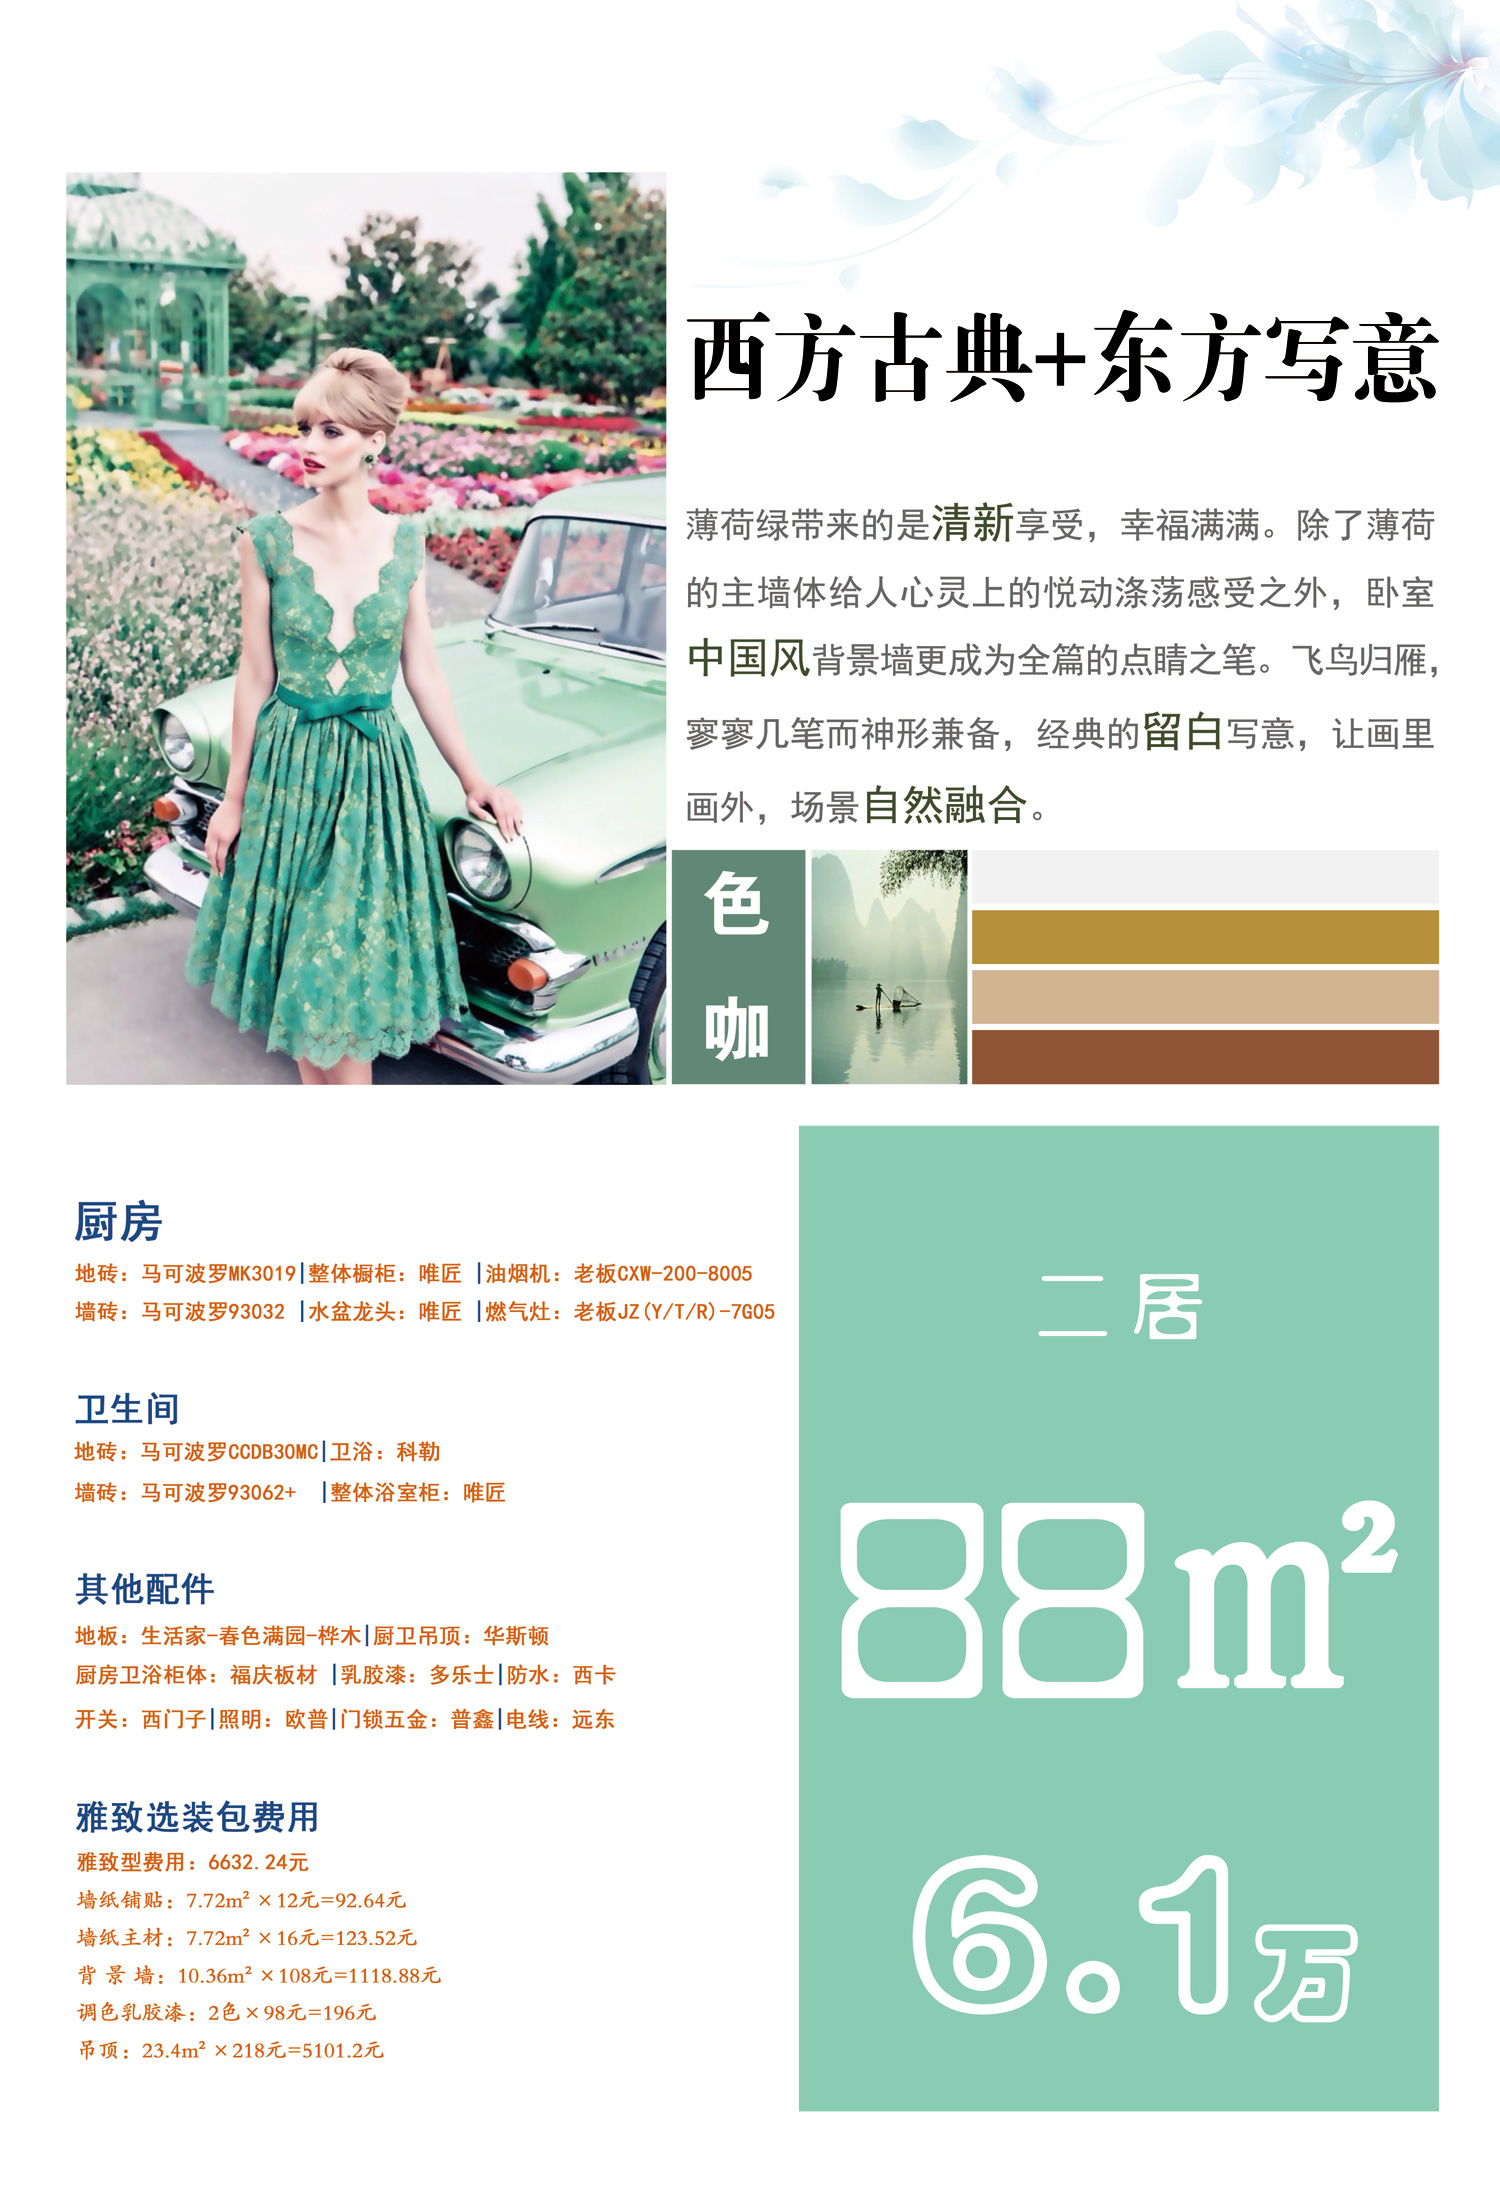 西方古典+东方写意
薄荷绿带来的是清新享受，幸福满满。除了薄荷
的主墙体给人心灵上的悦动涤荡感受之外，卧室
中国风背景墙更成为全篇的点睛之笔。飞鸟归雁，
寥寥几笔而神形兼备，经典的留白写意，让画里
画外，场景自然融合。
色
咖
厨房
地砖：马可波罗MK3019|整体橱柜：唯匠 |油烟机：老板CXW-200-8005
墙砖：马可波罗93032 |水盆龙头：唯匠 |燃气灶：老板JZ(Y/T/R)-7G05
卫生间
地砖：马可波罗CCDB30MC|卫浴：科勒
墙砖：马可波罗93062+ |整体浴室柜：唯匠
其他配件
地板：生活家-春色满园-桦木|厨卫吊顶：华斯顿
厨房卫浴柜体：福庆板材 |乳胶漆：多乐士|防水：西卡
开关：西门子|照明：欧普|门锁五金：普鑫|电线：远东
雅致选装包费用
雅致型费用：6632.24元
墙纸铺贴：7.72m²×12元=92.64元
墙纸主材：7.72m²×16元=123.52元
背 景 墙：10.36m²×108元=1118.88元
调色乳胶漆：2色×98元=196元
吊顶：23.4m²×218元=5101.2元
二居
88m²
6.1万